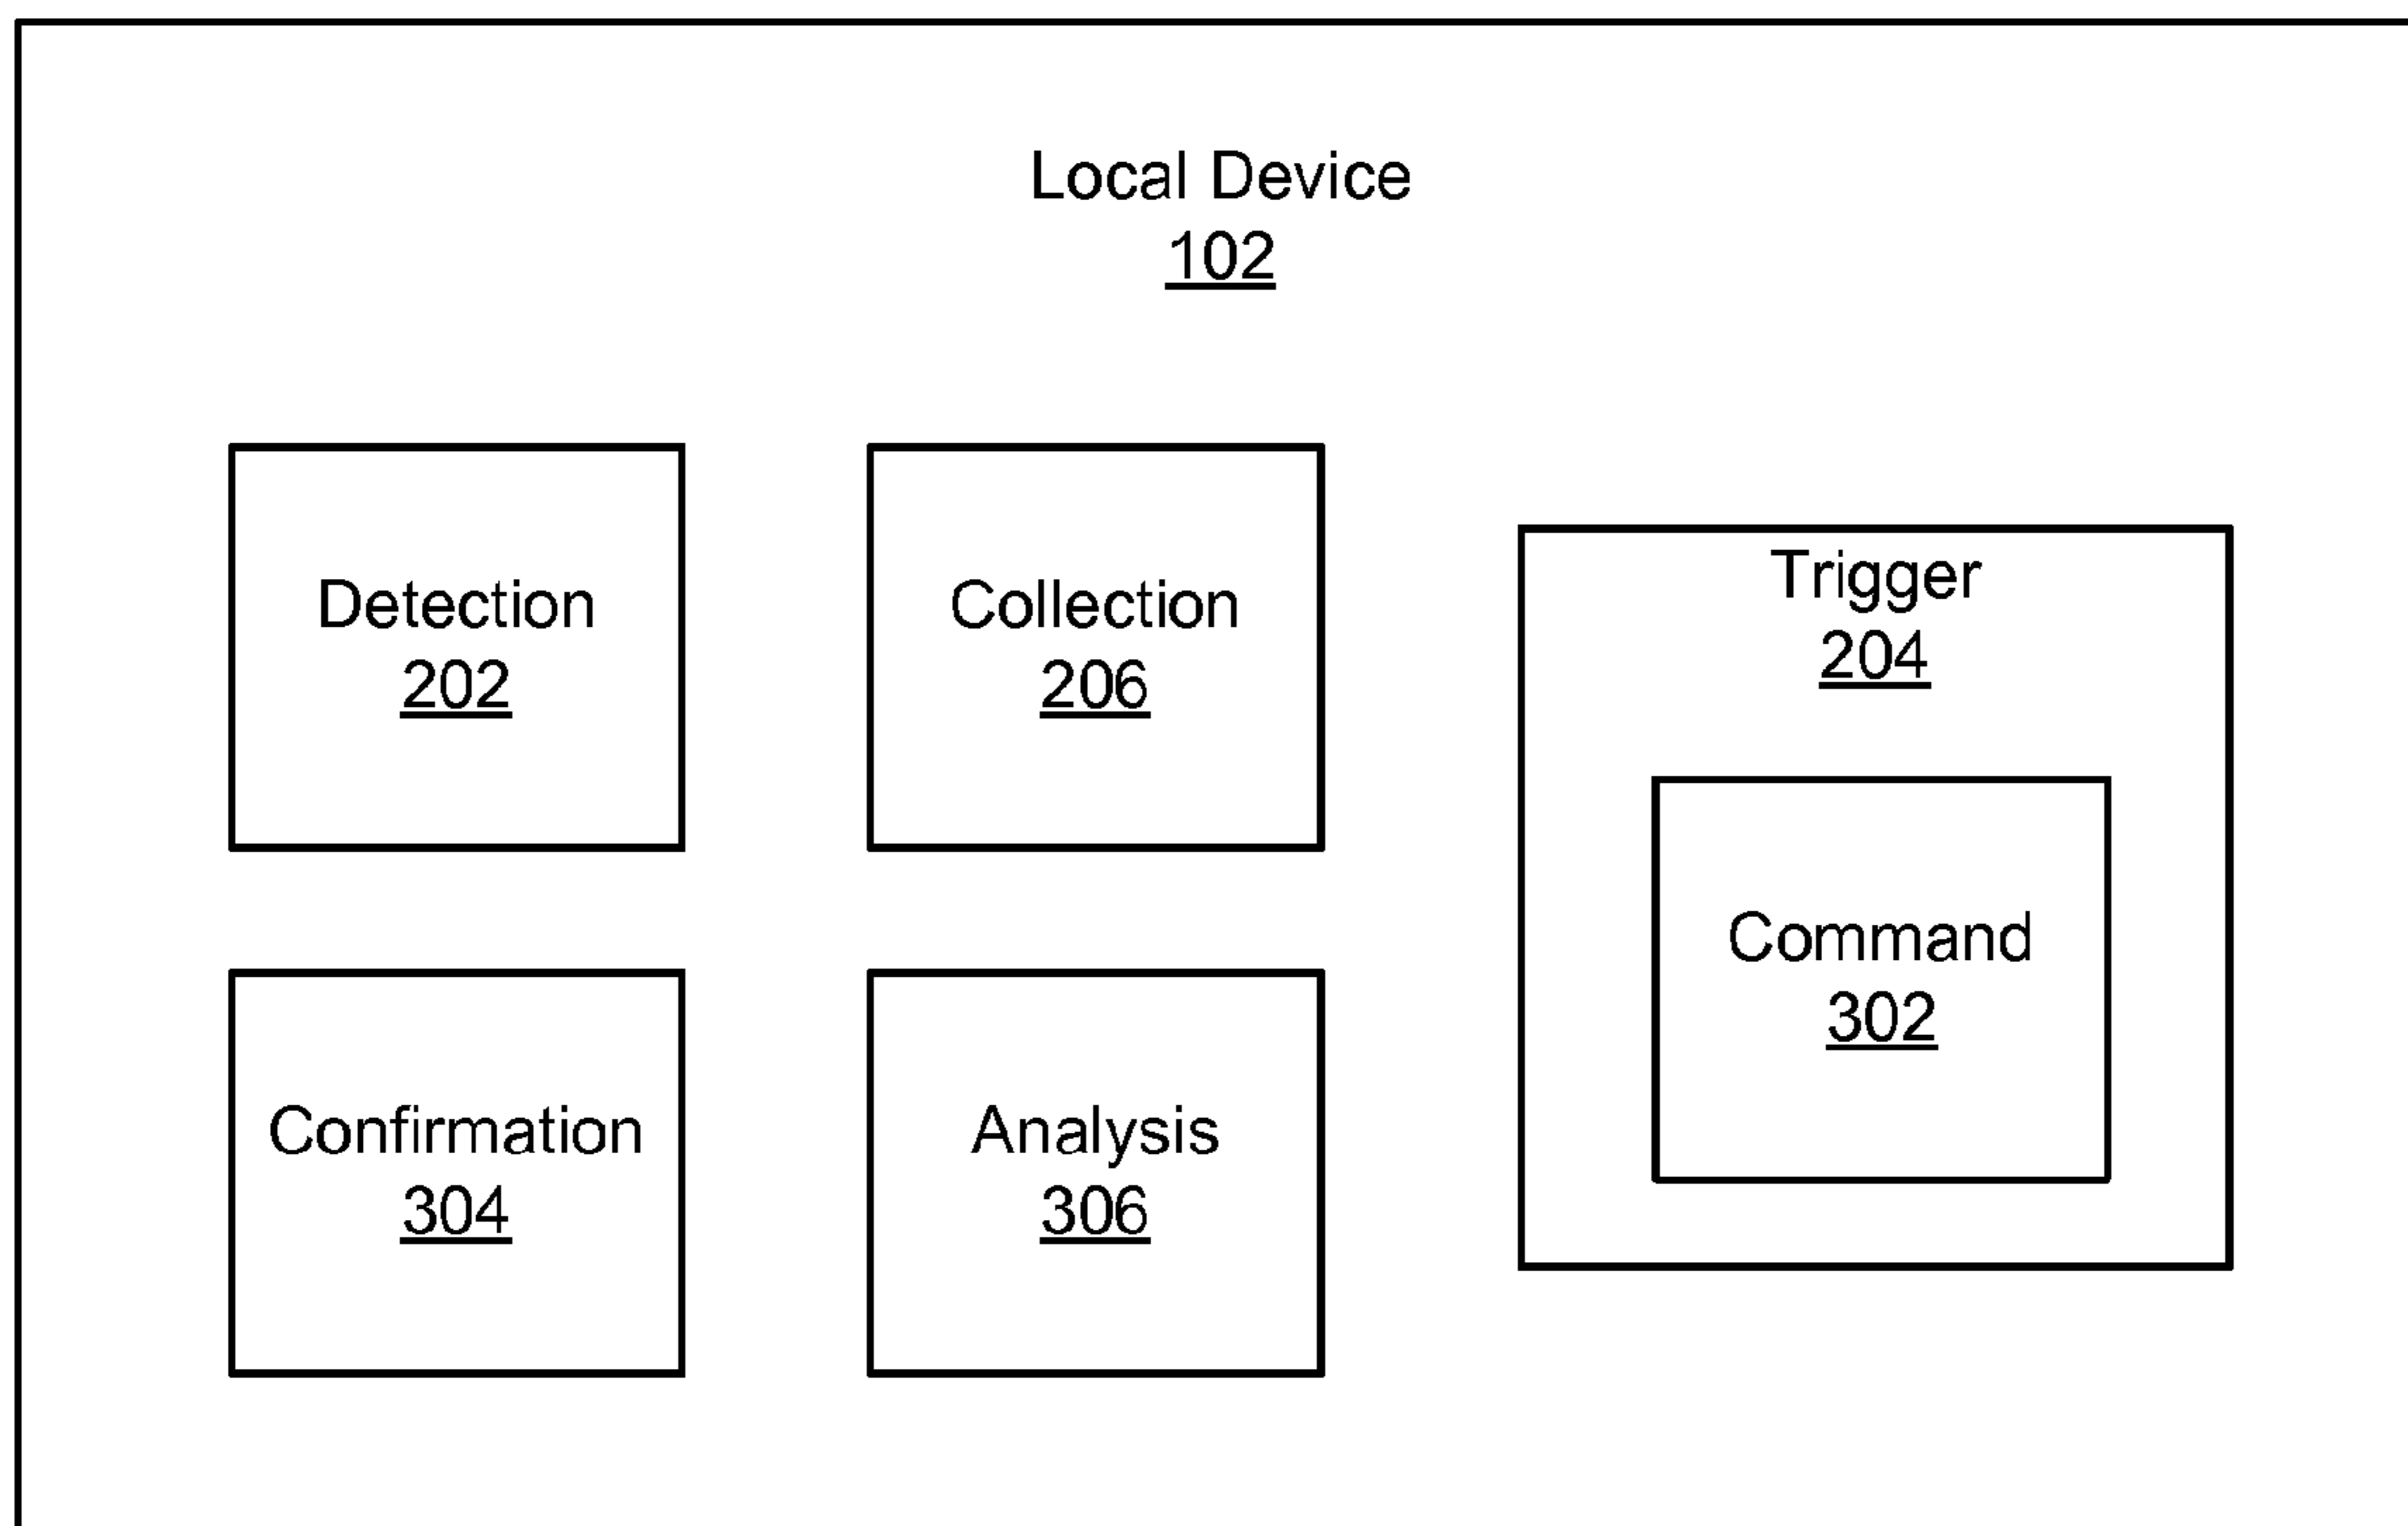 Local Device
102
Detection
202
Collection
206
Trigger
204
Command
302
Confirmation
304
Analysis
306